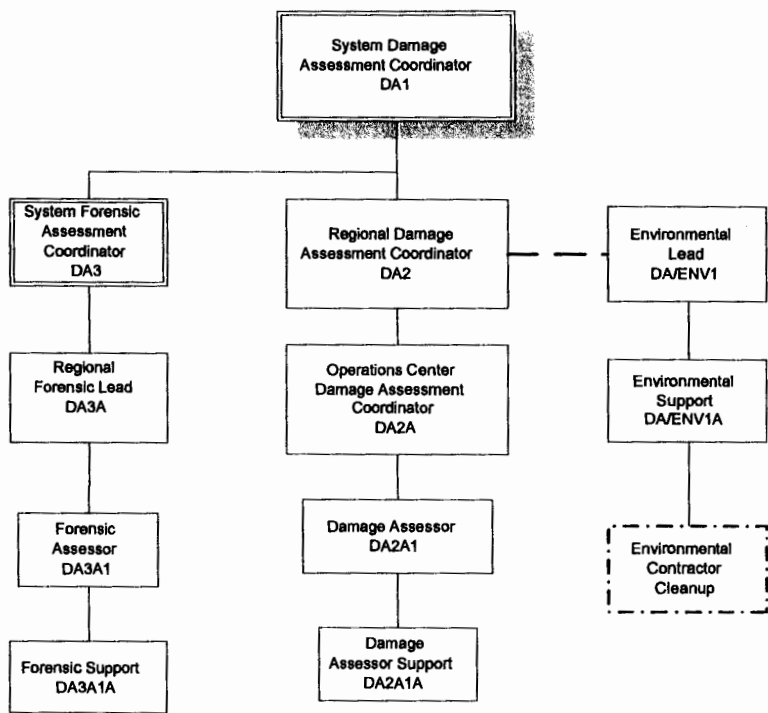 System Damage
Assessment Coordinator
DA1
System Forensic
Assessment
Coordinator
DA3
Regional Damage
Assessment Coordinator
DA2
Environmental
Lead
DA/ENV1
Regional
Forensic Lead
DA3A
Operations Center
Damage Assessment
Coordinator
DA2A
Environmental
Support
DA/ENV1A
Forensic
Assessor
DA3A1
Damage Assessor
DA2A1
Environmental
Contractor
Cleanup
Forensic Support
DA3A1A
Damage
Assessor Support
DA2A1A